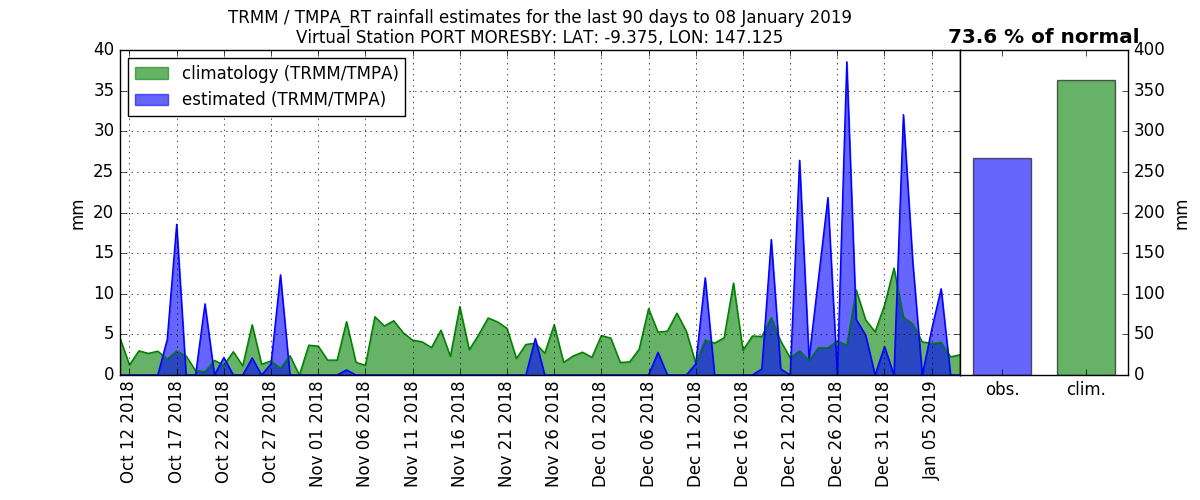 TRMM / TMPA_RT rainfall estimates for the last 90 days to 08 January 2019
Virtual Station PORT MORESBY: LAT: -9.375, LON: 147.125
73.6 % of normal
climatology (TRMM/TMPA)
estimated (TRMM/TMPA)
40
35
30
25
20
15
10
5
0
mm
400
350
300
250
200
150
100
50
0
mm
Oct 12 2018
Oct 17 2018
Oct 22 2018
Oct 27 2018
Nov 01 2018
Nov 06 2018
Nov 11 2018
Nov 16 2018
Nov 21 2018
Nov 26 2018
Dec 01 2018
Dec 06 2018
Dec 11 2018
Dec 16 2018
Dec 21 2018
Dec 26 2018
Dec 31 2018
Jan 05 2019
obs.
clim.